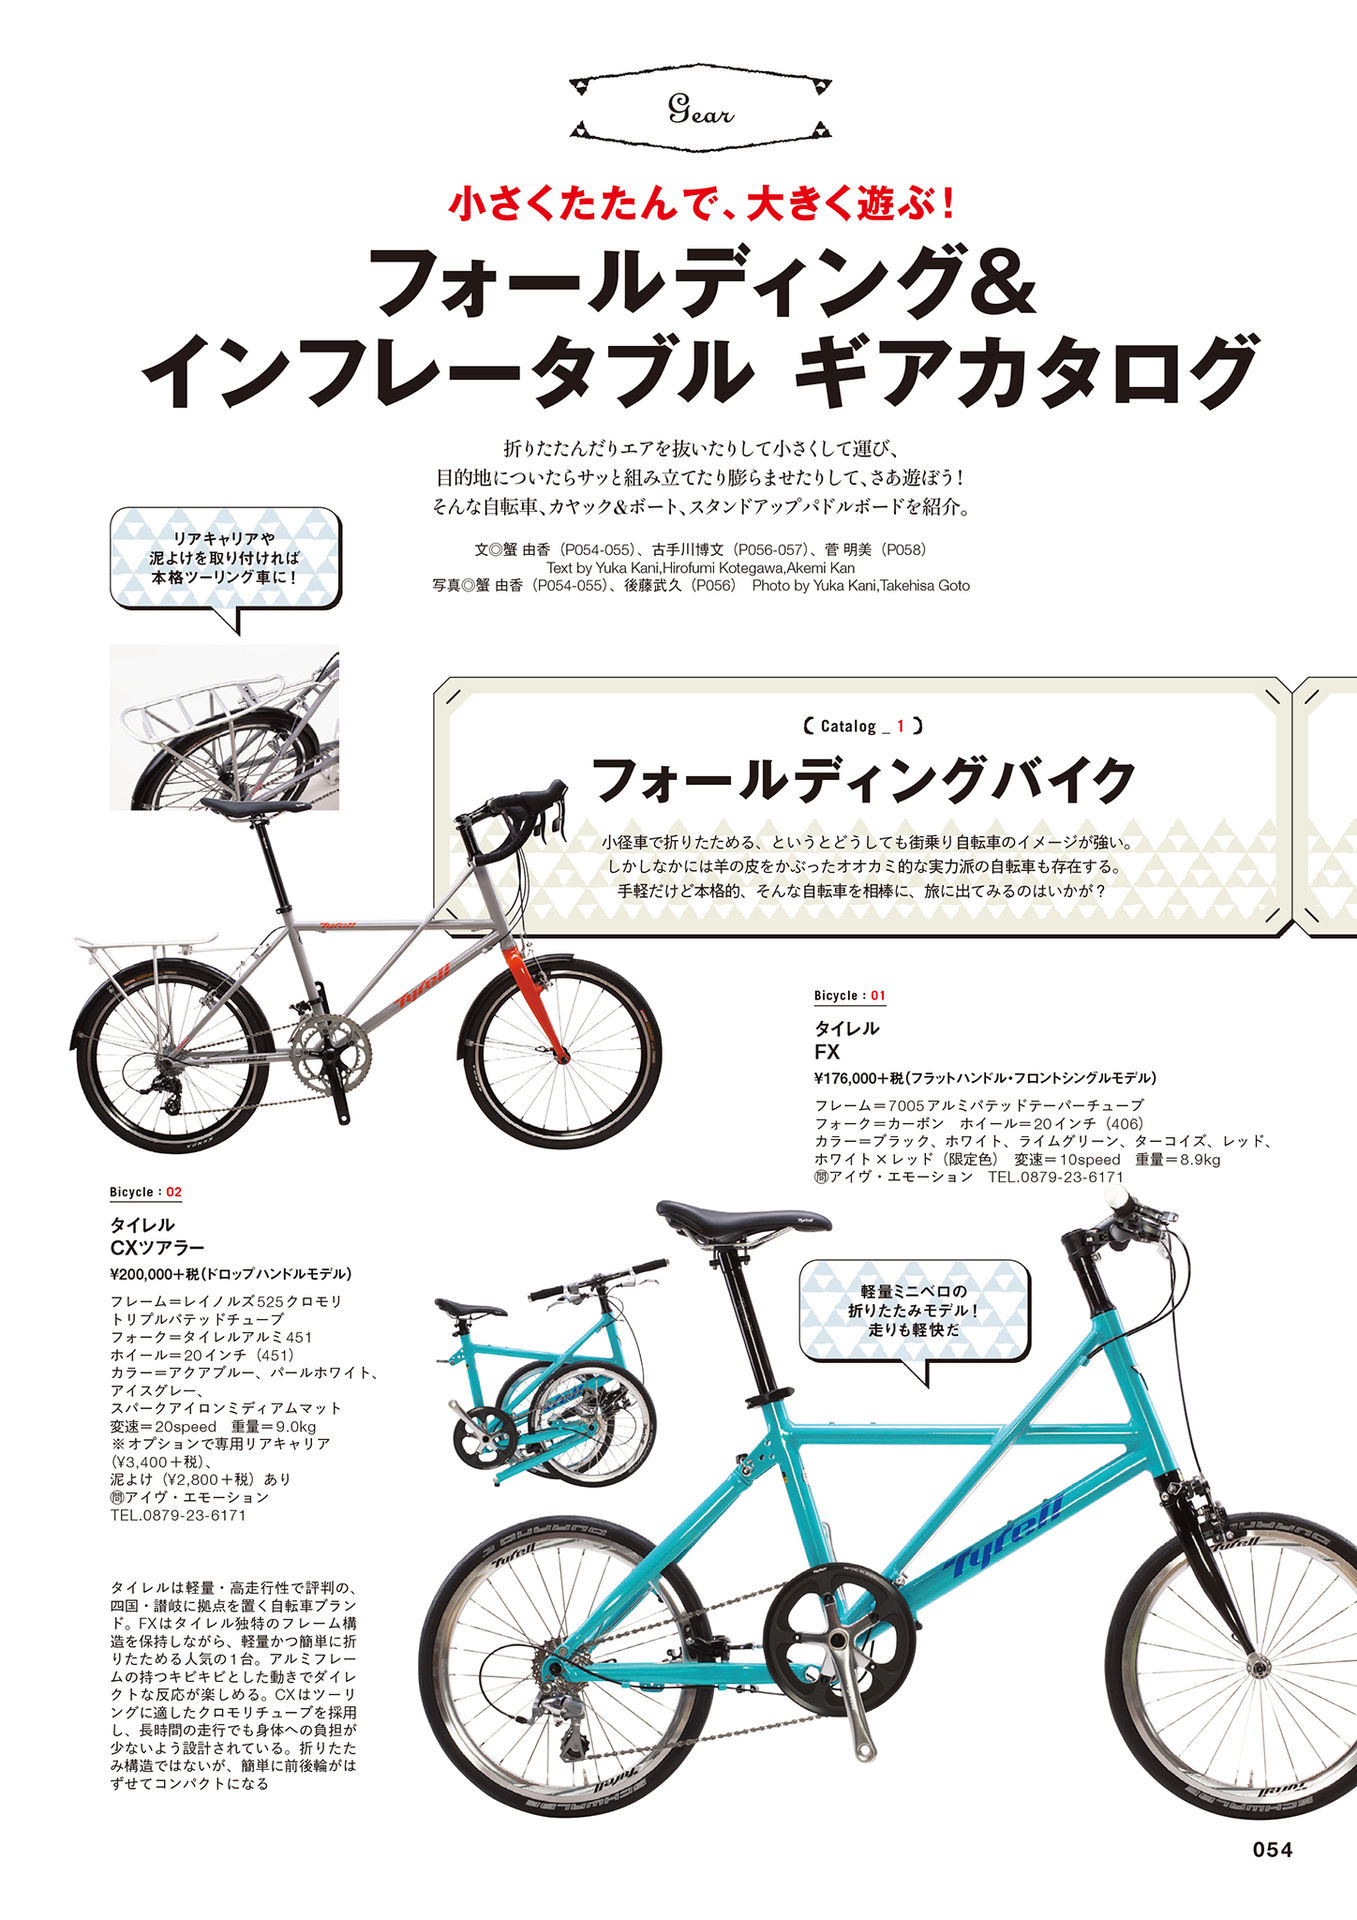 Gear
小さくたたんで、大きく遊ぶ！
フォールディング＆
インフレータブル ギアカタログ
折りたたんだりエアを抜いたりして小さくして運び、
目的地についたらサッと組み立てたり膨らませたりして、さあ遊ぼう！
そんな自転車、カヤック＆ボート、スタンドアップパドルボードを紹介。
文◎蟹 由香（P054-055）、古手川博文（P056-057）、菅 明美（P058）
Text by Yuka Kani,Hirofumi Kotegawa,Akemi Kan
写真◎蟹 由香（P054-055）、後藤武久（P056） Photo by Yuka Kani,Takehisa Goto
リアキャリアや
泥よけを取り付ければ
本格ツーリング車に！
Catalog _ 1
フォールディングバイク
小径車で折りたためる、というとどうしても街乗り自転車のイメージが強い。
しかしなかには羊の皮をかぶったオオカミ的な実力派の自転車も存在する。
手軽だけど本格的、そんな自転車を相棒に、旅に出てみるのはいかが？
Tyrell
Tyrell
Bicycle : 01
タイレル
FX
¥176,000＋税（フラットハンドル・フロントシングルモデル）
フレーム＝7005アルミバテッドテーパーチューブ
フォーク＝カーボン　ホイール＝20インチ（406）
カラー＝ブラック、ホワイト、ライムグリーン、ターコイズ、レッド、
ホワイト×レッド（限定色）　変速＝10speed　重量＝8.9kg
問アイヴ・エモーション　TEL.0879-23-6171
Bicycle : 02
タイレル
CXツアラー
¥200,000＋税（ドロップハンドルモデル）
フレーム＝レイノルズ525クロモリ
トリプルバテッドチューブ
フォーク＝タイレルアルミ451
ホイール＝20インチ（451）
カラー＝アクアブルー、パールホワイト、
アイスグレー、
スパークアイロンミディアムマット
変速＝20speed　重量＝9.0kg
※オプションで専用リアキャリア
（¥3,400＋税）、
泥よけ（¥2,800＋税）あり
問アイヴ・エモーション
TEL.0879-23-6171
軽量ミニベロの
折りたたみモデル！
走りも軽快だ
Tyrell
Tyrell
Tyrell
Tyrell
Tyrell
SCHWALBE
SCHWALBE
DURANO
DURANO
タイレルは軽量・高走行性で評判の、
四国・讃岐に拠点を置く自転車ブラン
ド。FXはタイレル独特のフレーム構
造を保持しながら、軽量かつ簡単に折
りたためる人気の1台。アルミフレー
ムの持つキビキビとした動きでダイレ
クトな反応が楽しめる。CXはツーリ
ングに適したクロモリチューブを採用
し、長時間の走行でも身体への負担が
少ないよう設計されている。折りたた
み構造ではないが、簡単に前後輪がは
ずせてコンパクトになる
054